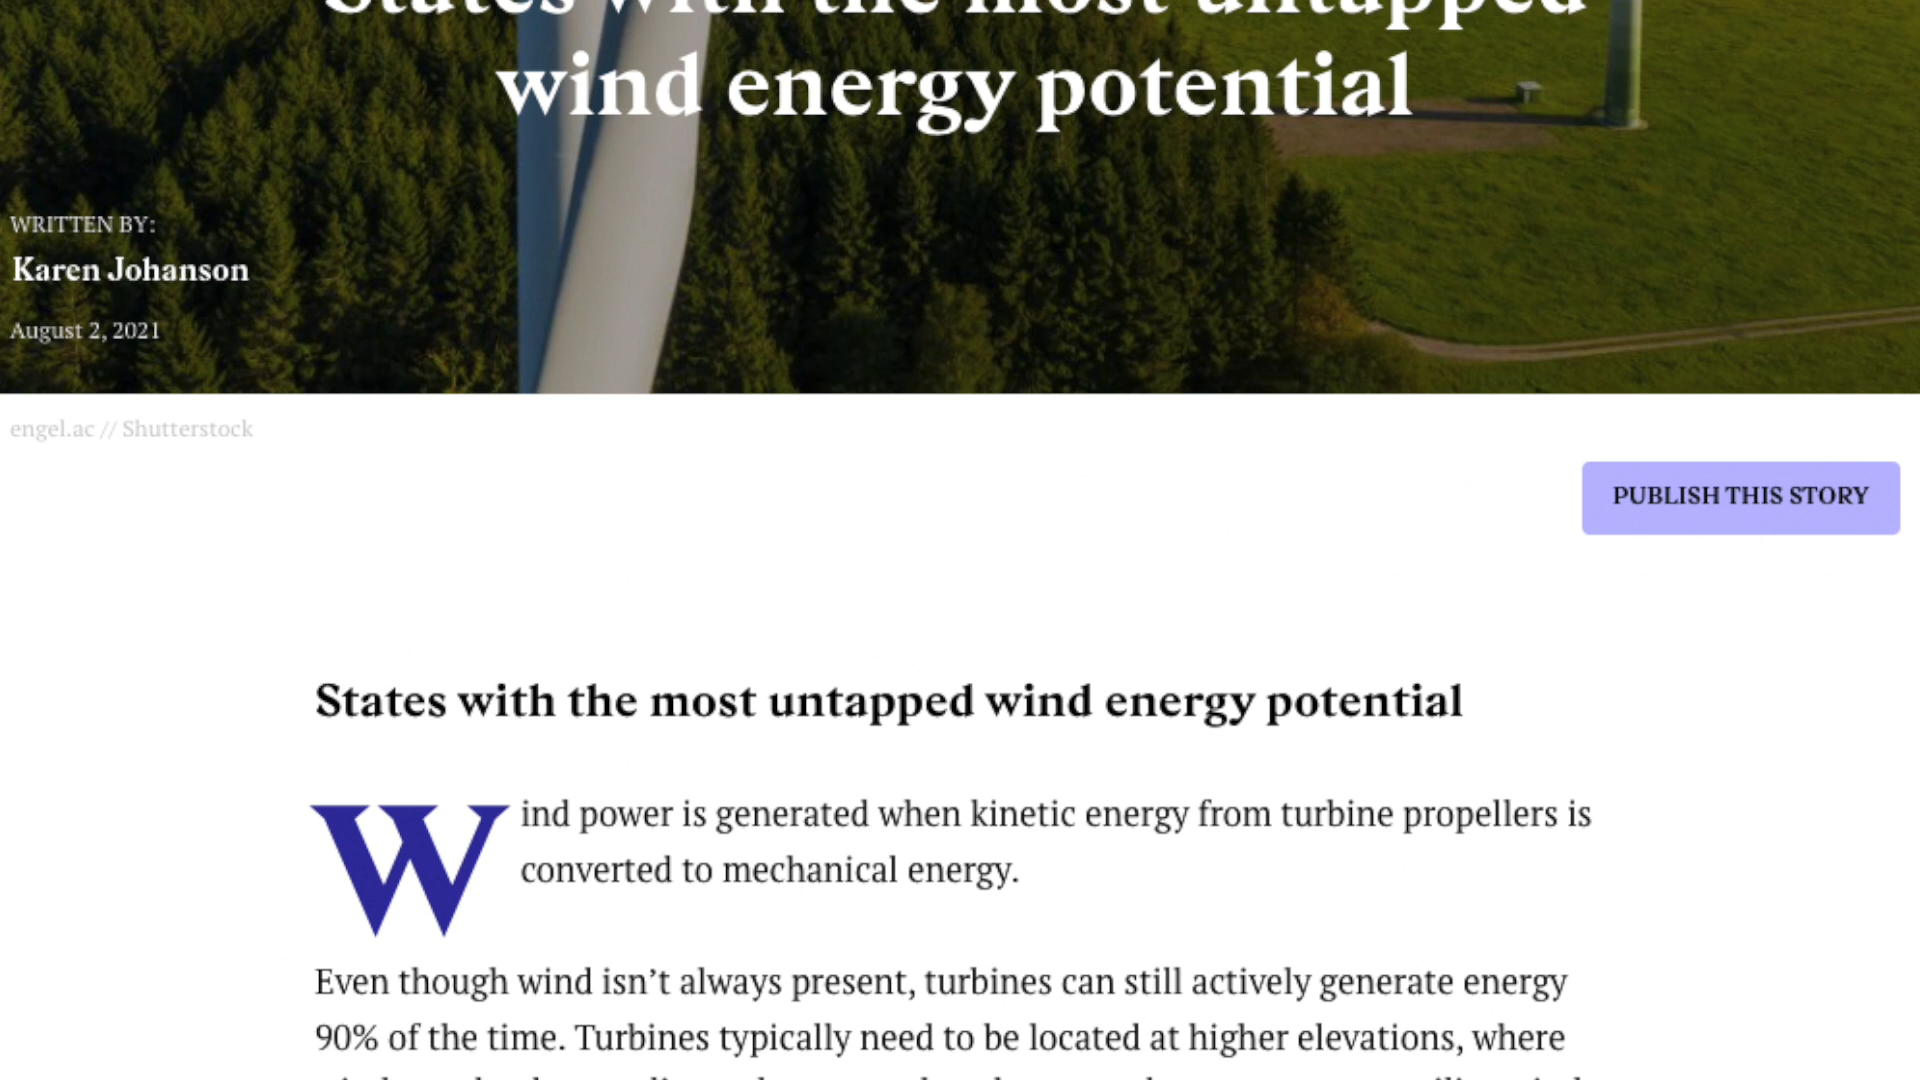 States with the most untapped
wind energy potential
WRITTEN BY:
Karen Johanson
August 2, 2021
engel.ac // Shutterstock
PUBLISH THIS STORY
States with the most untapped wind energy potential
Wind power is generated when kinetic energy from turbine propellers is
converted to mechanical energy.
Even though wind isn’t always present, turbines can still actively generate energy
90% of the time. Turbines typically need to be located at higher elevations, where